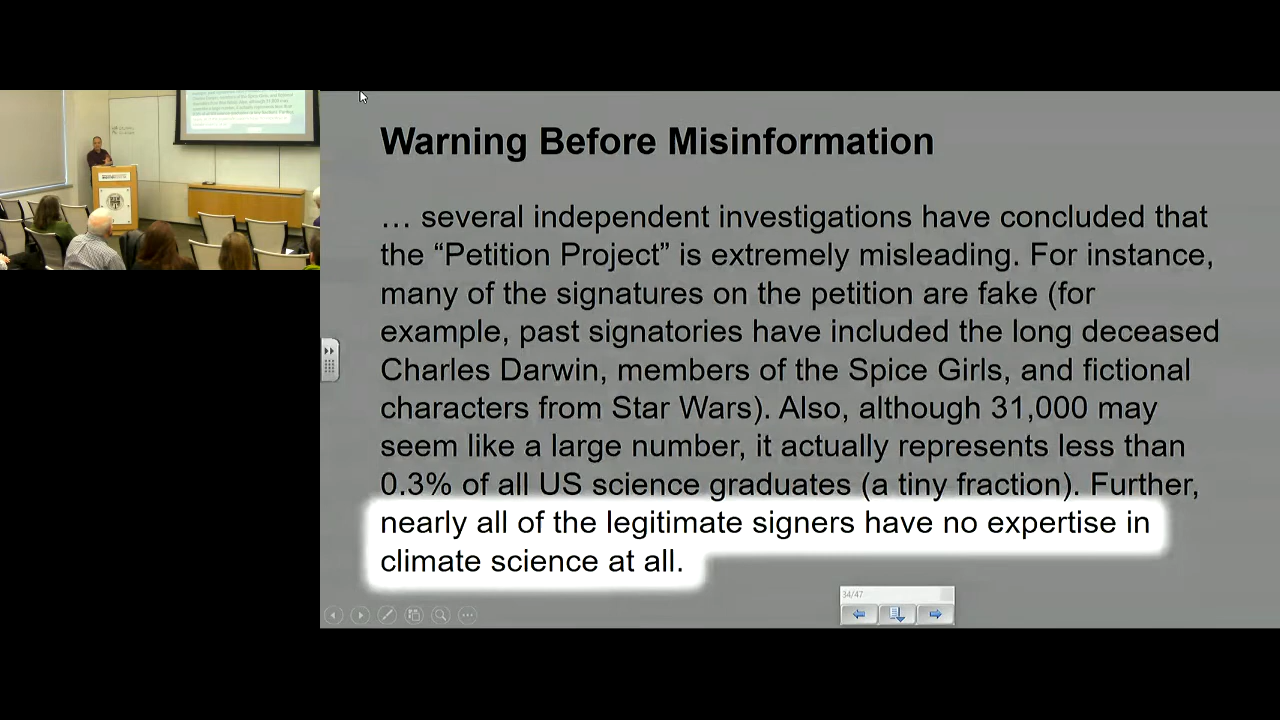 Warning Before Misinformation
… several independent investigations have concluded that
the “Petition Project” is extremely misleading. For instance,
many of the signatures on the petition are fake (for
example, past signatories have included the long deceased
Charles Darwin, members of the Spice Girls, and fictional
characters from Star Wars). Also, although 31,000 may
seem like a large number, it actually represents less than
0.3% of all US science graduates (a tiny fraction). Further,
nearly all of the legitimate signers have no expertise in
climate science at all.
34/47